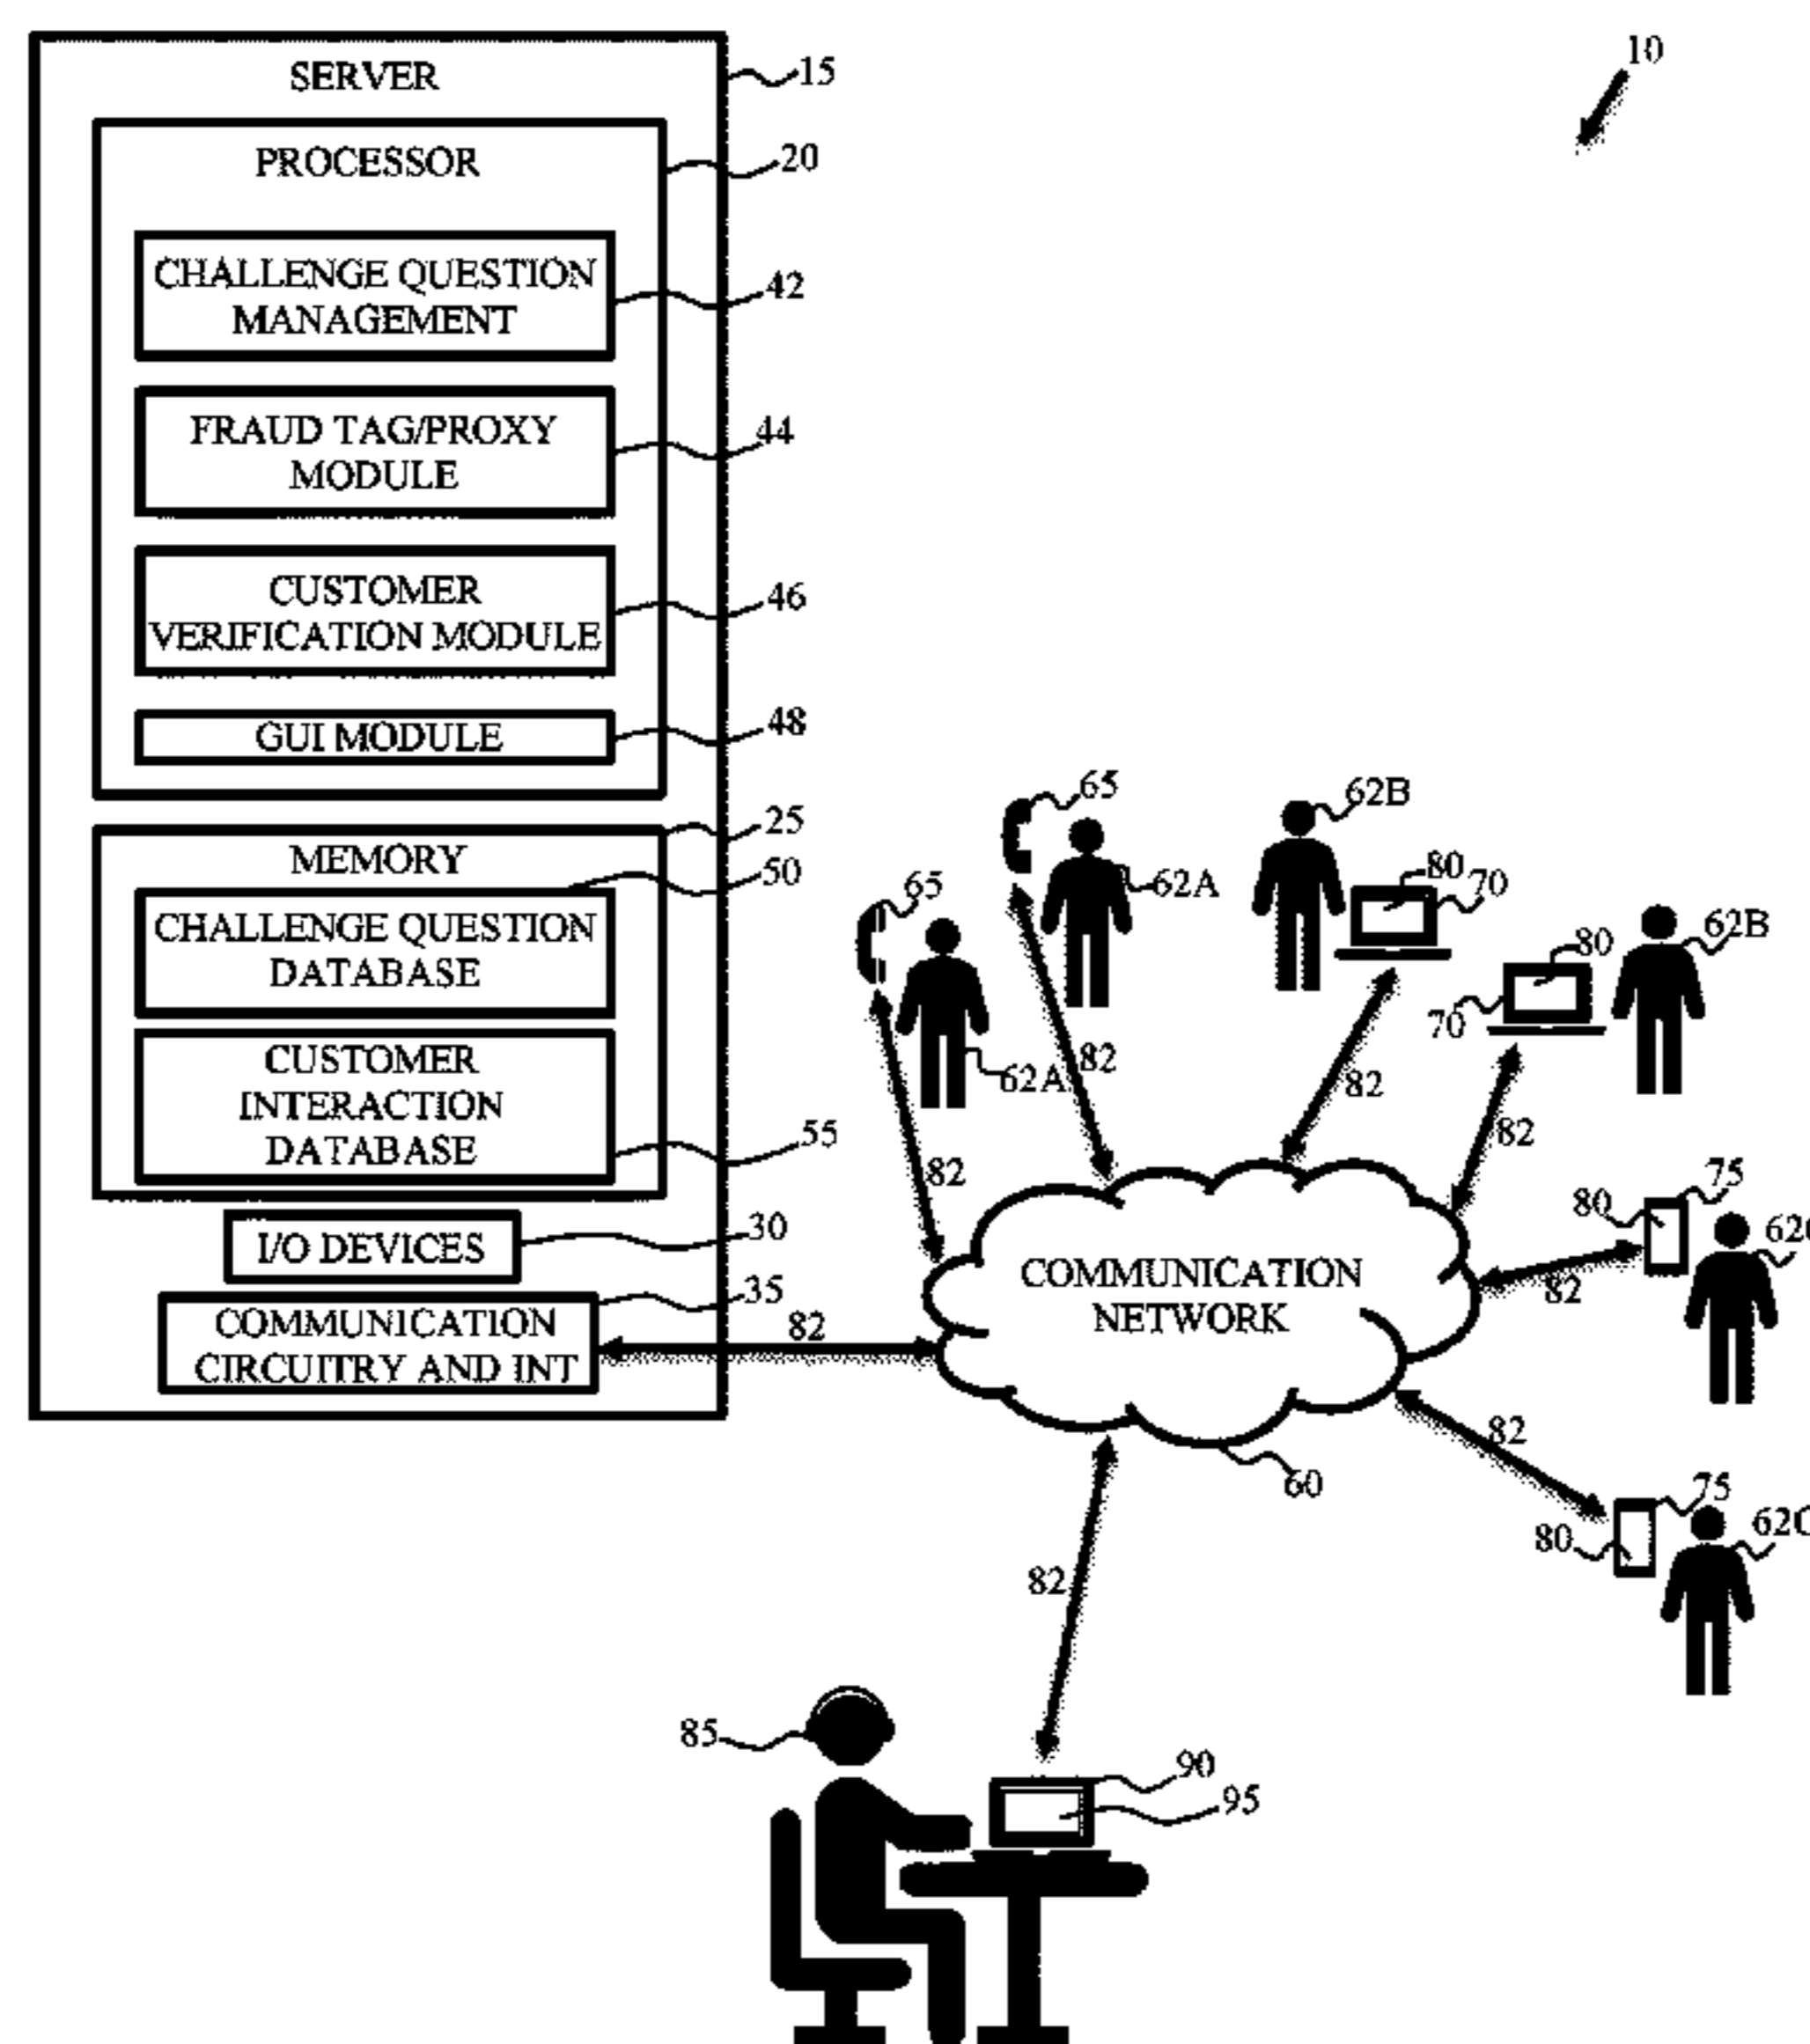 SERVER
15
10
PROCESSOR
20
CHALLENGE QUESTION
MANAGEMENT
42
FRAUD TAG/PROXY
MODULE
44
CUSTOMER
VERIFICATION MODULE
46
GUI MODULE
48
25
MEMORY
50
CHALLENGE QUESTION
DATABASE
CUSTOMER
INTERACTION
DATABASE
55
I/O DEVICES
30
35
COMMUNICATION
CIRCUITRY AND INT
82
65
62A
65
62A
82
82
62B
80
70
82
80
70
62B
82
75
80
62C
82
COMMUNICATION
NETWORK
60
82
75
80
62C
82
85
90
95